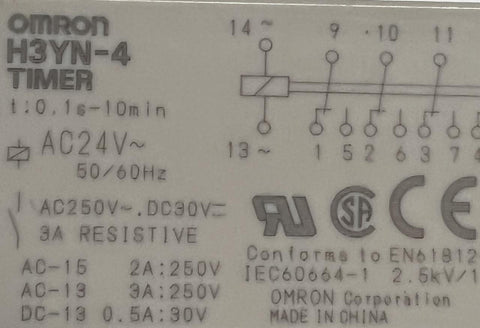 OMRON
H3YN-4
TIMER
t:0.1s-10min
AC24V~
50/60Hz
AC250V~.DC30V⎓
3A RESISTIVE
AC-15 2A:250V
AC-13 3A:250V
DC-13 0.5A:30V
14 ~ 9 ·10 11
13 ~ 1 5 2 6 3 7 4
CE
Conforms to EN61812
IEC60664-1 2.5kV/1
OMRON Corporation
MADE IN CHINA